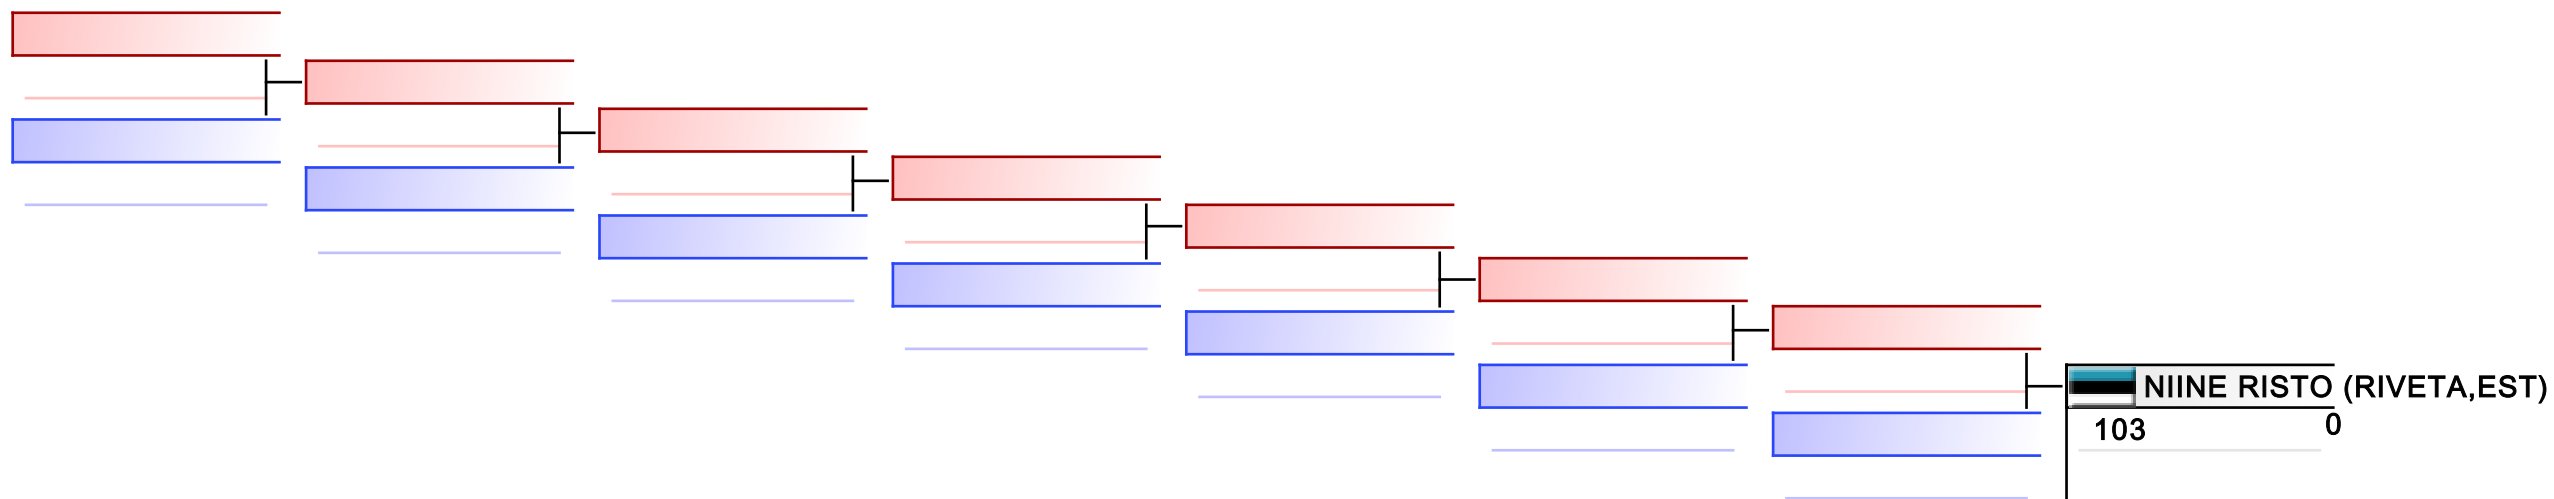 NIINE RISTO (RIVETA,EST)
103 0